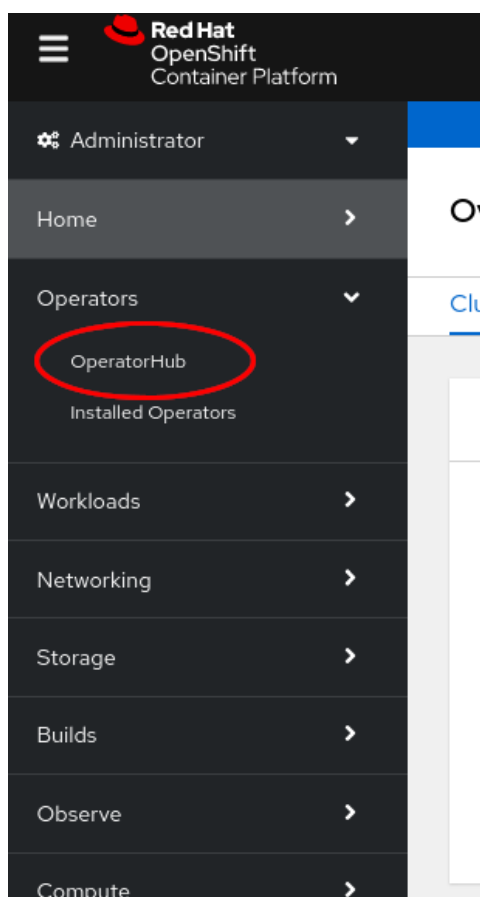 Red Hat
OpenShift
Container Platform
Administrator
Home
Operators
OperatorHub
Installed Operators
Workloads
Networking
Storage
Builds
Observe
Compute